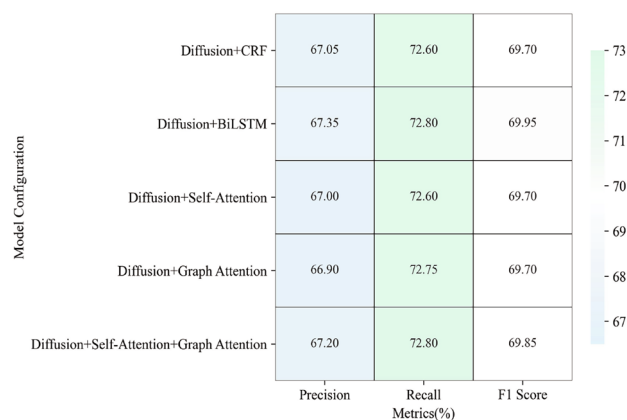 Model Configuration
Diffusion+CRF 67.05 72.60 69.70
Diffusion+BiLSTM 67.35 72.80 69.95
Diffusion+Self-Attention 67.00 72.60 69.70
Diffusion+Graph Attention 66.90 72.75 69.70
Diffusion+Self-Attention+Graph Attention 67.20 72.80 69.85
Precision Recall F1 Score
Metrics(%)
73
72
71
70
69
68
67